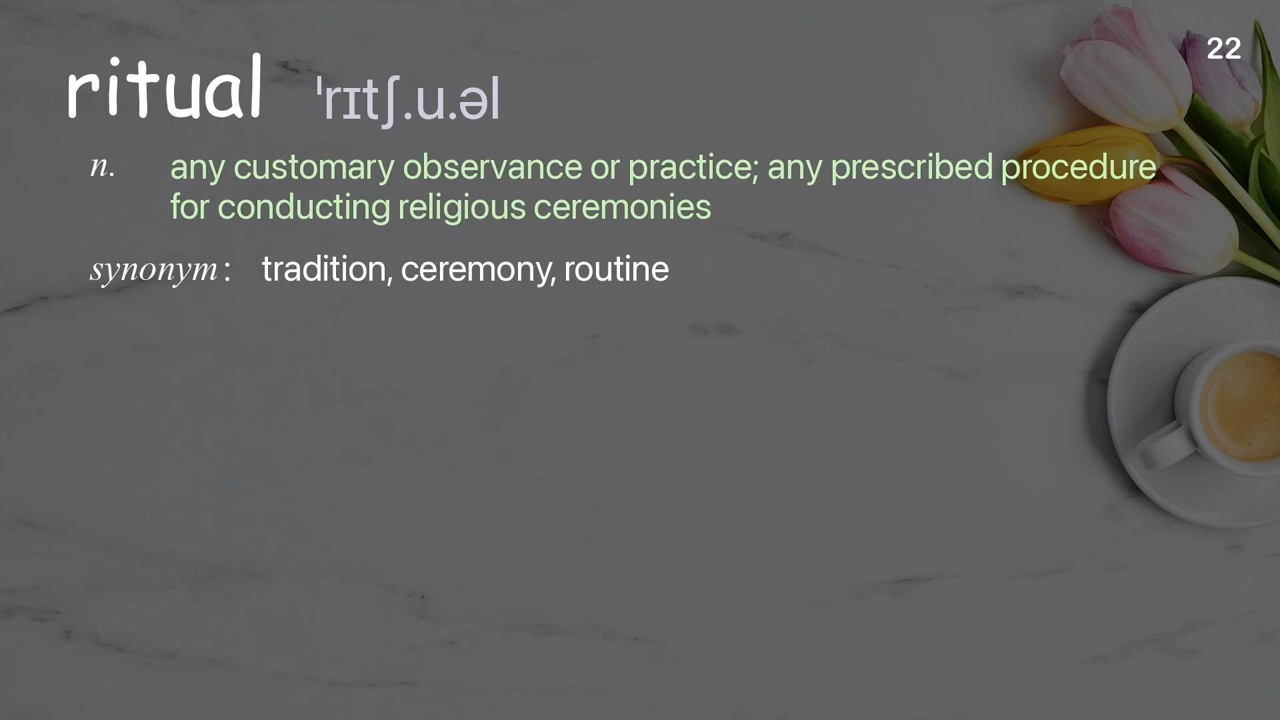 22
ritual ˈrɪtʃ.u.əl
n. any customary observance or practice; any prescribed procedure
for conducting religious ceremonies
synonym: tradition, ceremony, routine